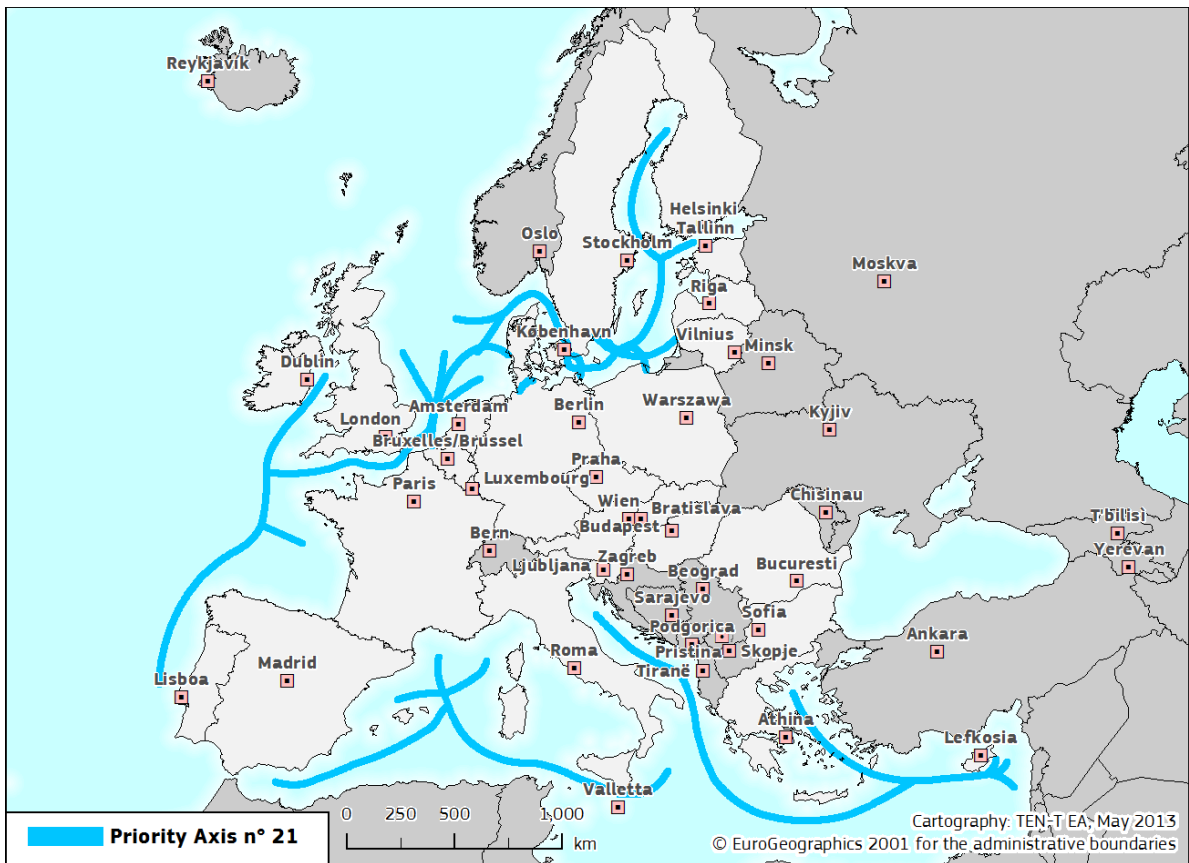 Reykjavik
Helsinki
Tallinn
Oslo
Stockholm
Moskva
Riga
København
Vilnius
Minsk
Dublin
Amsterdam
Berlin
Warszawa
London
Kyjiv
Bruxelles/Brussel
Praha
Paris
Luxembourg
Chisinau
Wien
Bratislava
Budapest
T'bilisi
Bern
Zagreb
Ljubljana
Beograd
Bucuresti
Yerevan
Sarajevo
Sofia
Podgorica
Ankara
Madrid
Roma
Pristina
Skopje
Lisboa
Tiranë
Athina
Lefkosia
Valletta
Priority Axis n° 21
0 250 500 1,000
km
Cartography: TEN-T EA, May 2013
© EuroGeographics 2001 for the administrative boundaries